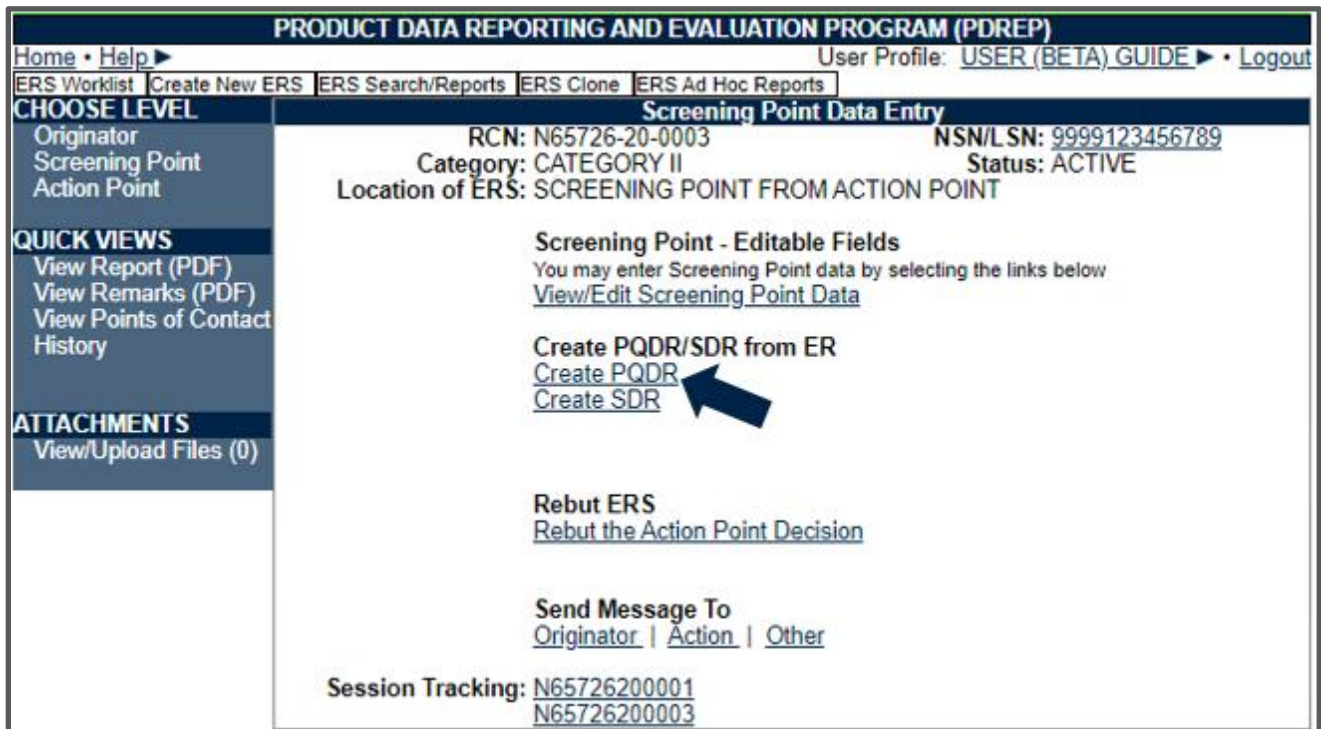 PRODUCT DATA REPORTING AND EVALUATION PROGRAM (PDREP)
Home • Help ► User Profile: USER (BETA) GUIDE ► • Logout
ERS Worklist Create New ERS ERS Search/Reports ERS Clone ERS Ad Hoc Reports
CHOOSE LEVEL
Originator
Screening Point
Action Point
QUICK VIEWS
View Report (PDF)
View Remarks (PDF)
View Points of Contact
History
ATTACHMENTS
View/Upload Files (0)
Screening Point Data Entry
RCN: N65726-20-0003 NSN/LSN: 9999123456789
Category: CATEGORY II Status: ACTIVE
Location of ERS: SCREENING POINT FROM ACTION POINT
Screening Point - Editable Fields
You may enter Screening Point data by selecting the links below
View/Edit Screening Point Data
Create PQDR/SDR from ER
Create PQDR
Create SDR
Rebut ERS
Rebut the Action Point Decision
Send Message To
Originator | Action | Other
Session Tracking: N65726200001
N65726200003